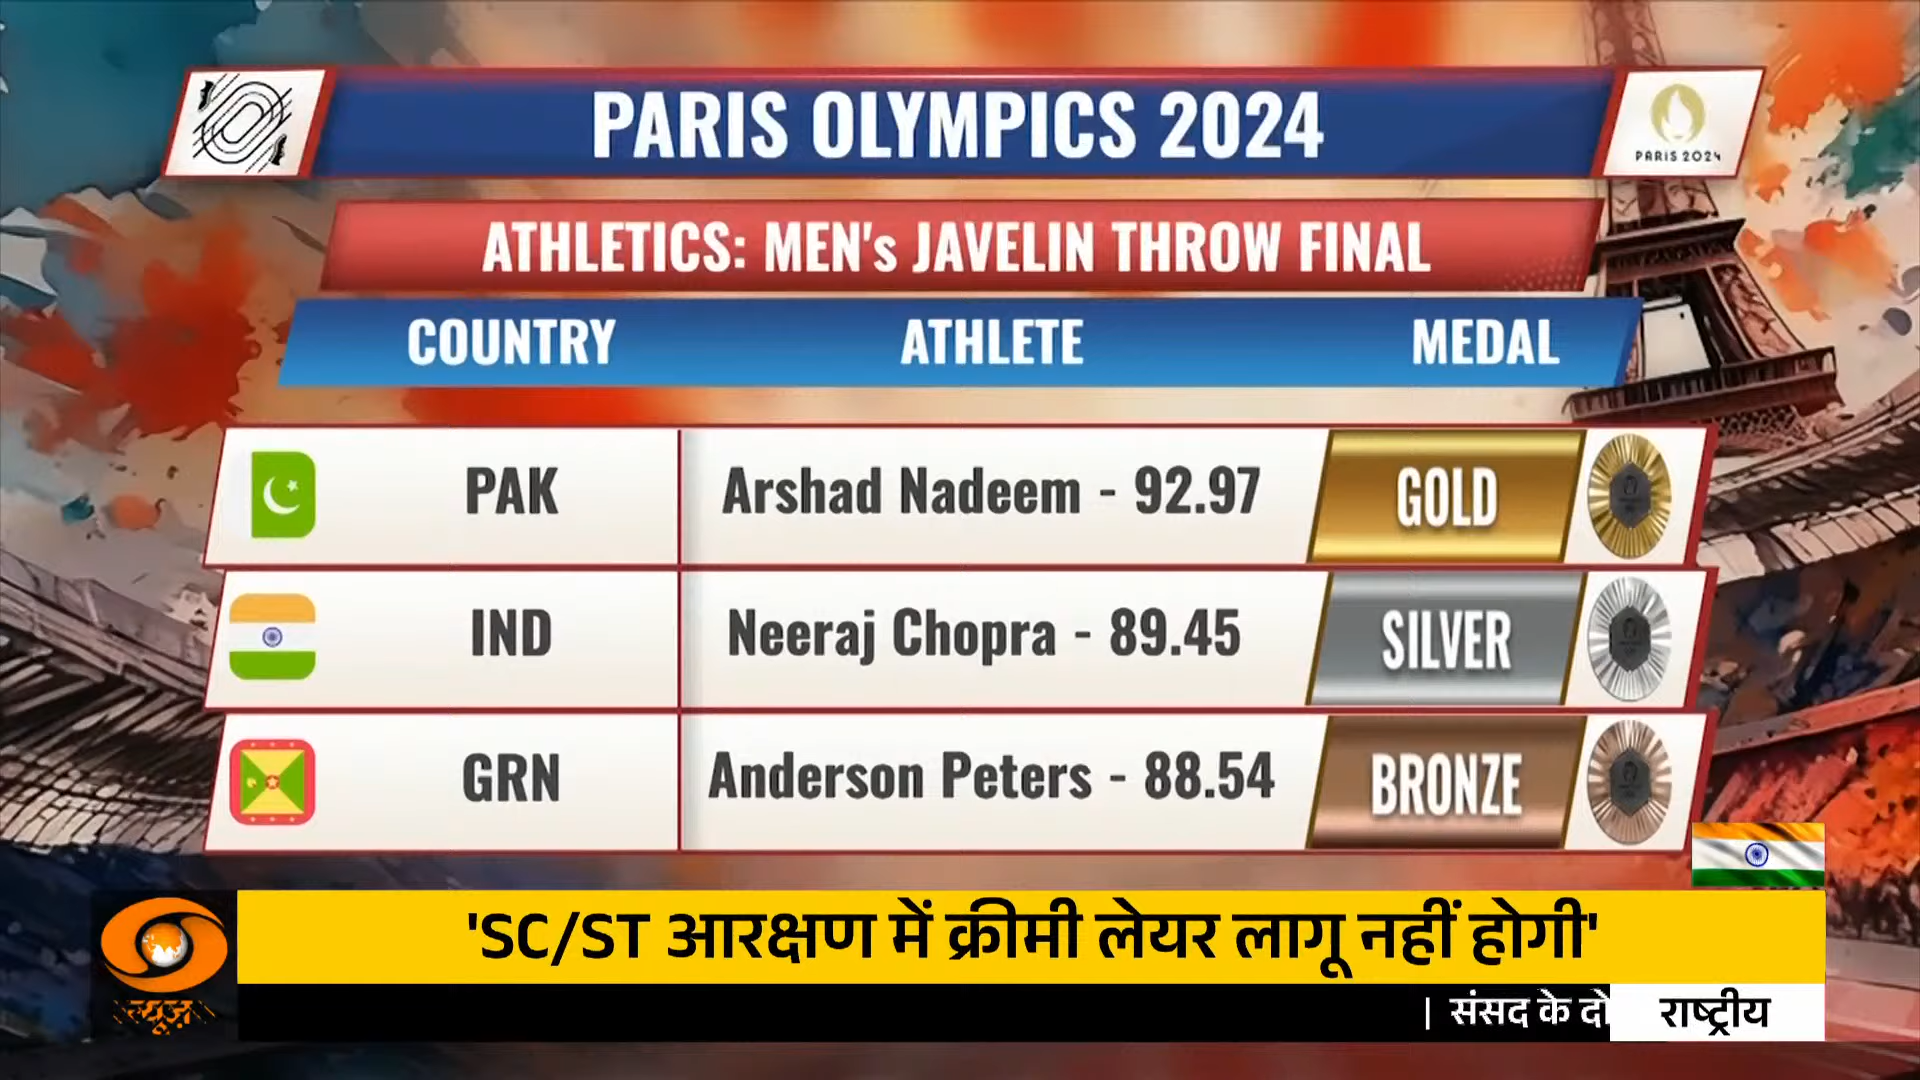 PARIS OLYMPICS 2024
PARIS 2024
ATHLETICS: MEN's JAVELIN THROW FINAL
COUNTRY ATHLETE MEDAL
PAK Arshad Nadeem - 92.97 GOLD
IND Neeraj Chopra - 89.45 SILVER
GRN Anderson Peters - 88.54 BRONZE
'SC/ST आरक्षण में क्रीमी लेयर लागू नहीं होगी'
न्यूज़
| संसद के दो
राष्ट्रीय